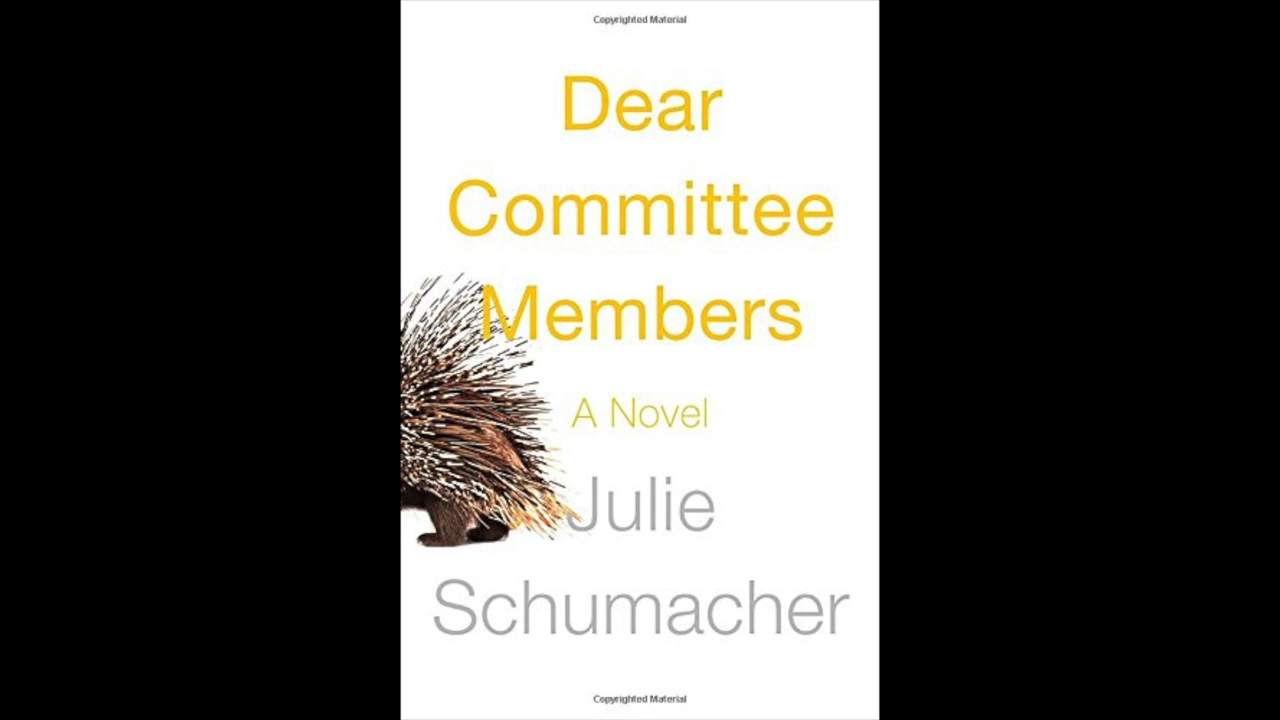 Copyrighted Material
Dear
Committee
Members
A Novel
Julie
Schumacher
Copyrighted Material